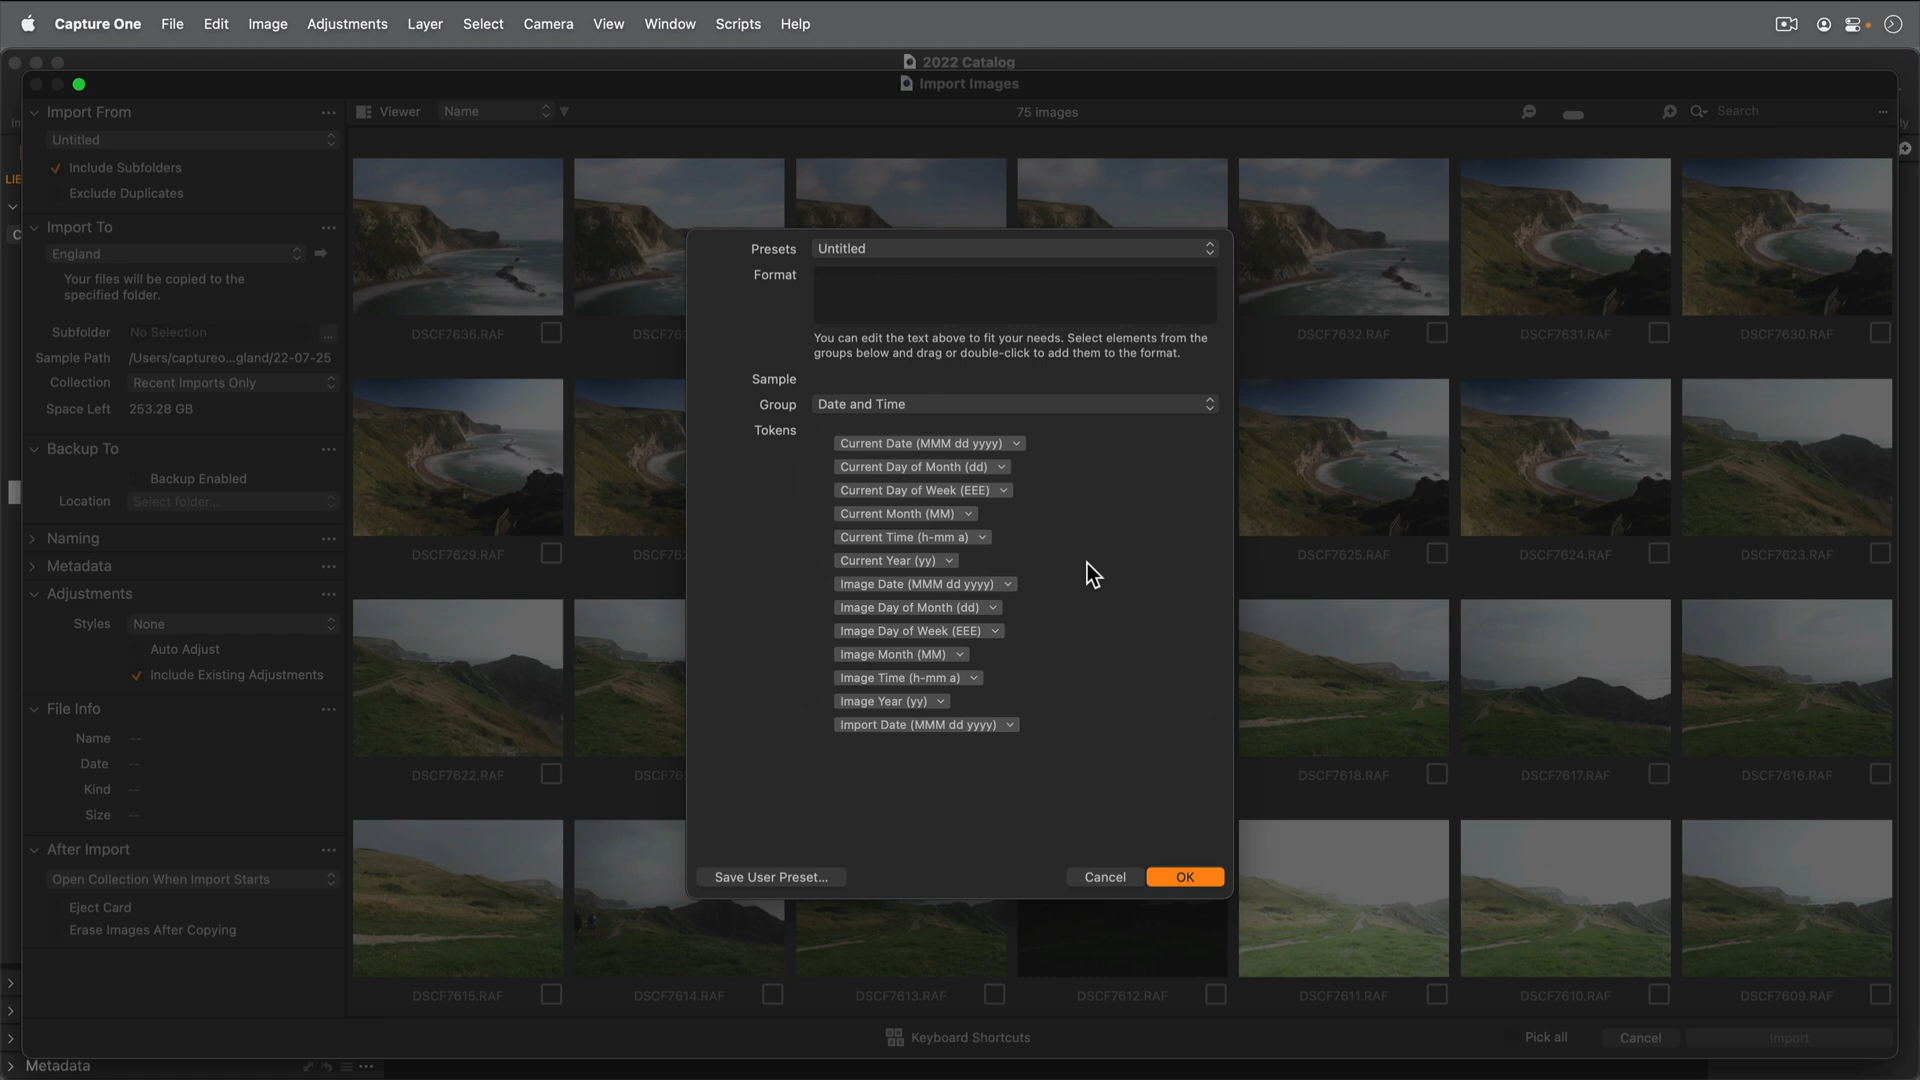 Capture One File Edit Image Adjustments Layer Select Camera View Window Scripts Help
2022 Catalog
Import Images
Import From
Viewer
Name
75 images
Search
Untitled
Include Subfolders
Exclude Duplicates
LIE
Import To
England
Your files will be copied to the
specified folder.
Subfolder No Selection
Sample Path /Users/captureo...gland/22-07-25
Collection Recent Imports Only
Space Left 253.28 GB
Backup To
Backup Enabled
Location Select folder...
Naming
Metadata
Adjustments
Styles None
Auto Adjust
Include Existing Adjustments
File Info
Name --
Date --
Kind --
Size --
After Import
Open Collection When Import Starts
Eject Card
Erase Images After Copying
Metadata
Presets Untitled
Format
You can edit the text above to fit your needs. Select elements from the
groups below and drag or double-click to add them to the format.
Sample
Group Date and Time
Tokens
Current Date (MMM dd yyyy)
Current Day of Month (dd)
Current Day of Week (EEE)
Current Month (MM)
Current Time (h-mm a)
Current Year (yy)
Image Date (MMM dd yyyy)
Image Day of Month (dd)
Image Day of Week (EEE)
Image Month (MM)
Image Time (h-mm a)
Image Year (yy)
Import Date (MMM dd yyyy)
Save User Preset...
Cancel
OK
DSCF7636.RAF DSCF76 DSCF7632.RAF DSCF7631.RAF DSCF7630.RAF
DSCF7629.RAF DSCF762 DSCF7625.RAF DSCF7624.RAF DSCF7623.RAF
DSCF7622.RAF DSCF762 DSCF7618.RAF DSCF7617.RAF DSCF7616.RAF
DSCF7615.RAF DSCF7614.RAF DSCF7613.RAF DSCF7612.RAF DSCF7611.RAF DSCF7610.RAF DSCF7609.RAF
Keyboard Shortcuts
Pick all
Cancel
Import